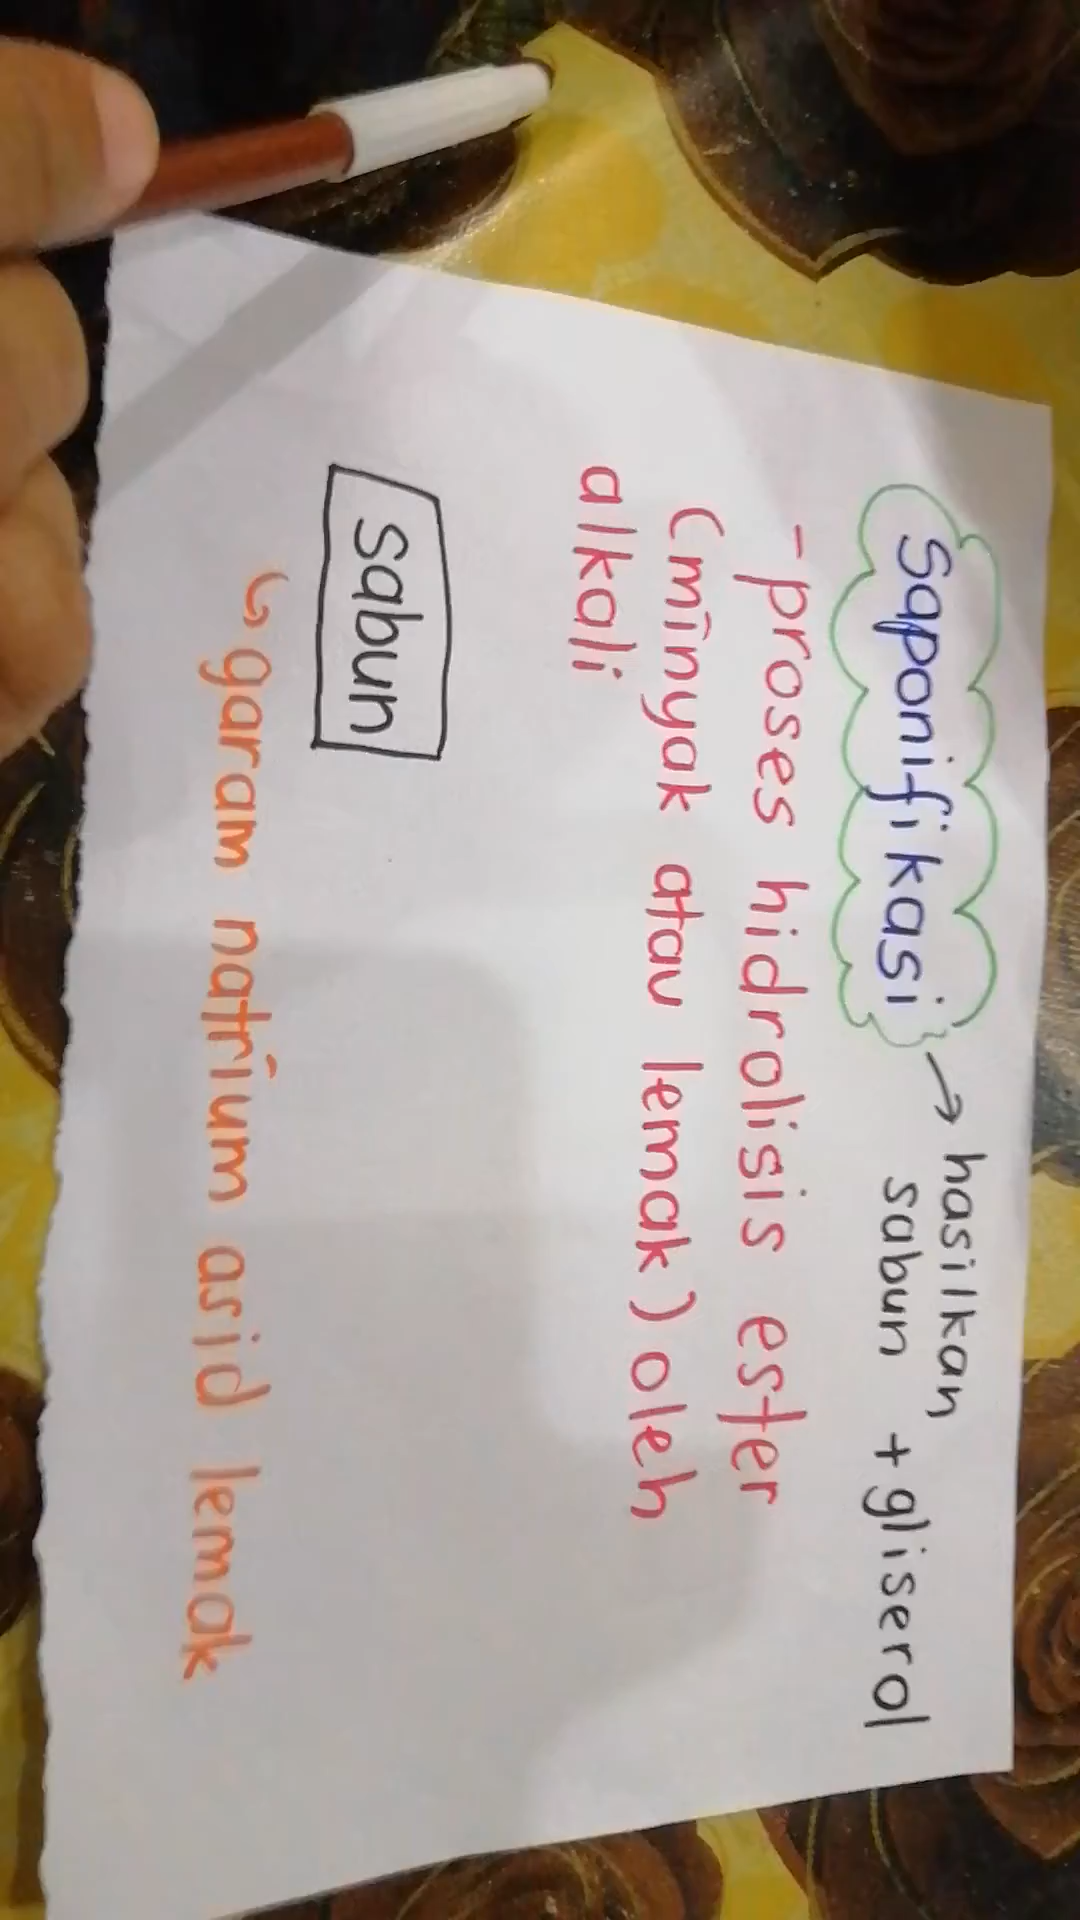 Saponifikasi → hasilkan
sabun + gliserol
- proses hidrolisis ester
(minyak atau lemak) oleh
alkali
sabun
↳ garam natrium asid lemak